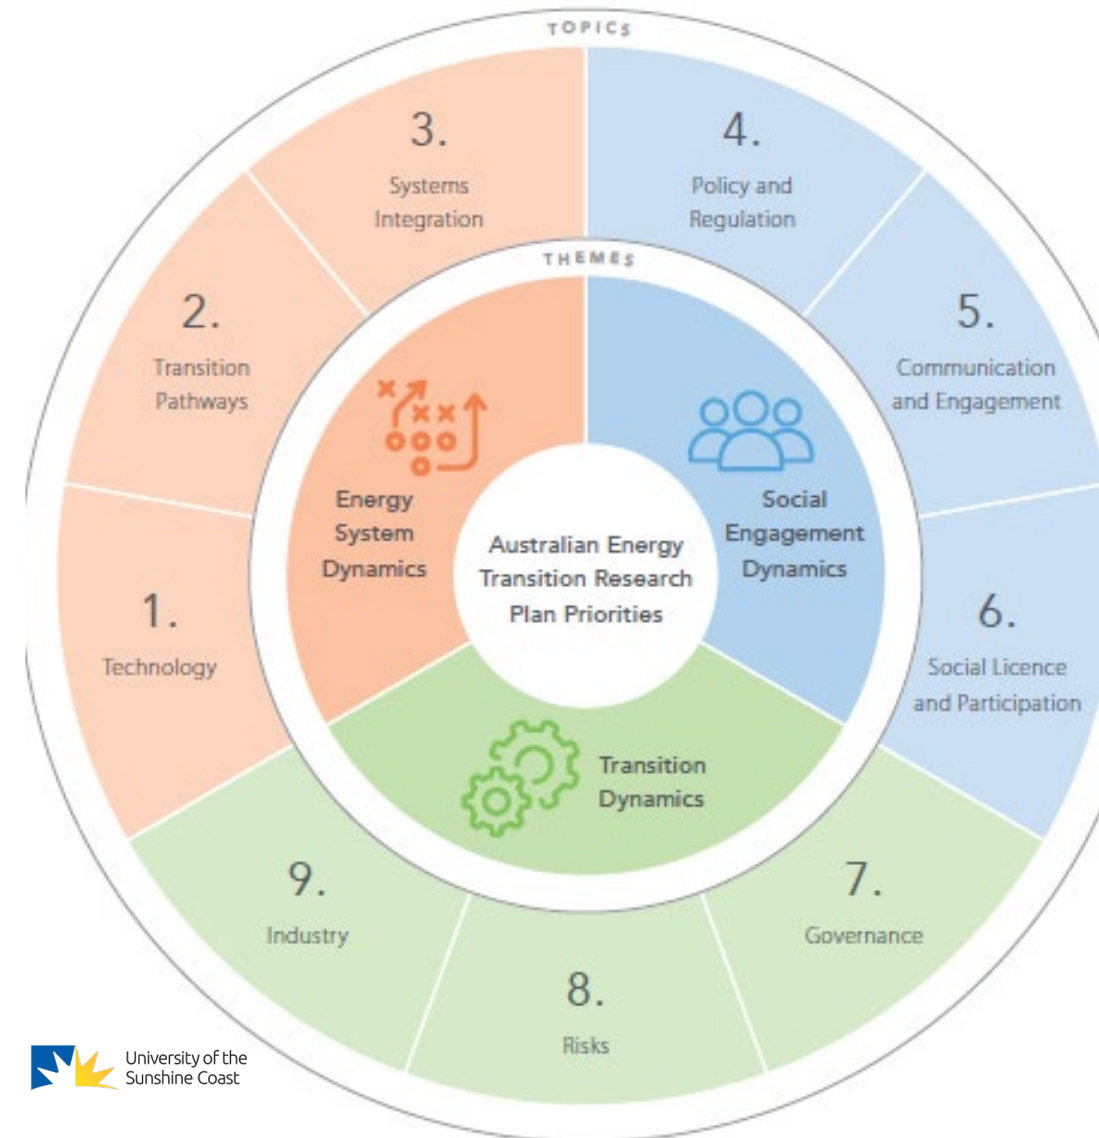 TOPICS
3.
Systems
Integration
4.
Policy and
Regulation
THEMES
2.
Transition
Pathways
5.
Communication
and Engagement
Energy
System
Dynamics
Social
Engagement
Dynamics
Australian Energy
Transition Research
Plan Priorities
1.
Technology
6.
Social Licence
and Participation
Transition
Dynamics
9.
Industry
7.
Governance
8.
Risks
University of the
Sunshine Coast